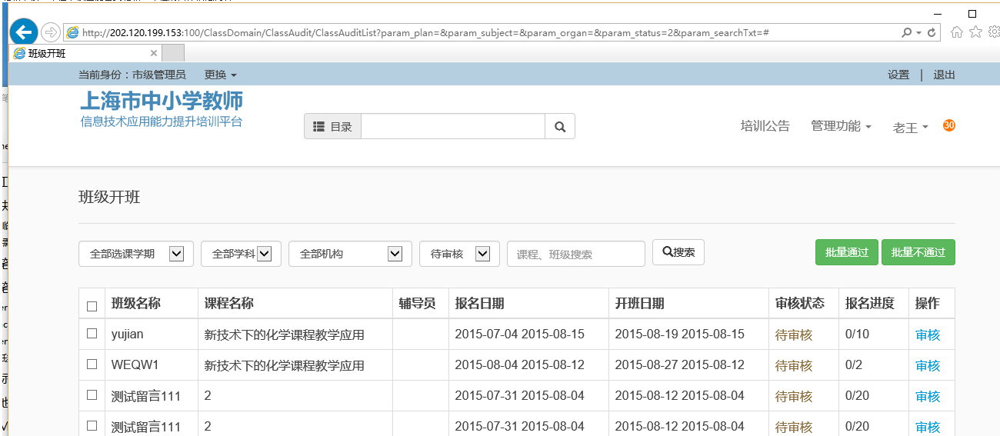 http://202.120.199.153:100/ClassDomain/ClassAudit/ClassAuditList?param_plan=&param_subject=&param_organ=&param_status=2&param_searchTxt=#
班级开班
当前身份：市级管理员 更换 设置 | 退出
上海市中小学教师
信息技术应用能力提升培训平台
目录 培训公告 管理功能 老王 30
班级开班
全部选课学期 全部学科 全部机构 待审核 课程、班级搜索 搜索 批量通过 批量不通过
班级名称 课程名称 辅导员 报名日期 开班日期 审核状态 报名进度 操作
yujian 新技术下的化学课程教学应用 2015-07-04 2015-08-15 2015-08-19 2015-08-15 待审核 0/10 审核
WEQW1 新技术下的化学课程教学应用 2015-08-04 2015-08-12 2015-08-27 2015-08-12 待审核 0/2 审核
测试留言111 2 2015-07-31 2015-08-04 2015-08-12 2015-08-04 待审核 0/20 审核
测试留言111 2 2015-07-31 2015-08-04 2015-08-12 2015-08-04 待审核 0/20 审核